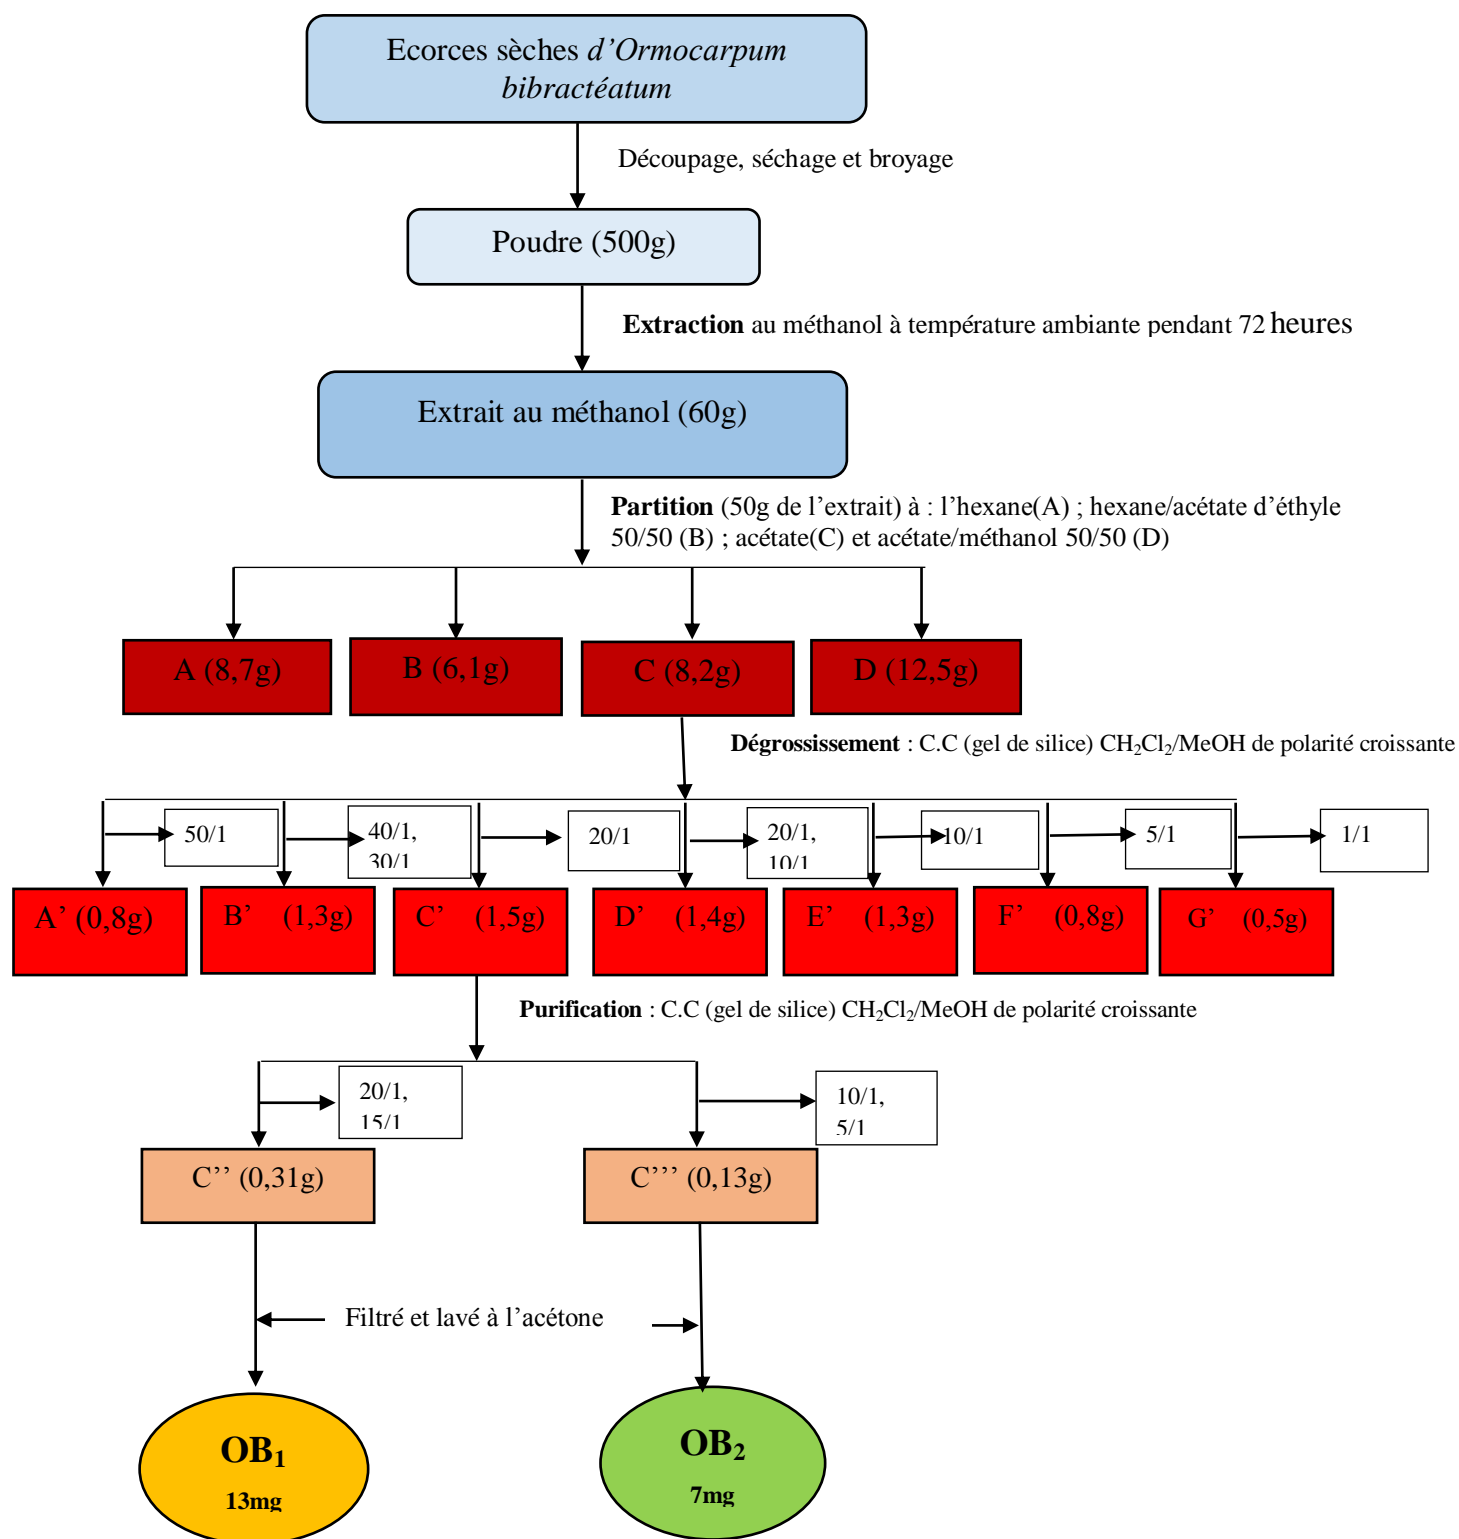 Ecorces sèches d’Ormocarpum
bibractéatum
Découpage, séchage et broyage
Poudre (500g)
Extraction au méthanol à température ambiante pendant 72 heures
Extrait au méthanol (60g)
Partition (50g de l’extrait) à : l’hexane(A) ; hexane/acétate d’éthyle
50/50 (B) ; acétate(C) et acétate/méthanol 50/50 (D)
A (8,7g)
B (6,1g)
C (8,2g)
D (12,5g)
Dégrossissement : C.C (gel de silice) CH₂Cl₂/MeOH de polarité croissante
50/1
40/1,
30/1
20/1
20/1,
10/1
10/1
5/1
1/1
A’ (0,8g)
B’ (1,3g)
C’ (1,5g)
D’ (1,4g)
E’ (1,3g)
F’ (0,8g)
G’ (0,5g)
Purification : C.C (gel de silice) CH₂Cl₂/MeOH de polarité croissante
20/1,
15/1
10/1,
5/1
C’’ (0,31g)
C’’’ (0,13g)
Filtré et lavé à l’acétone
OB₁
13mg
OB₂
7mg